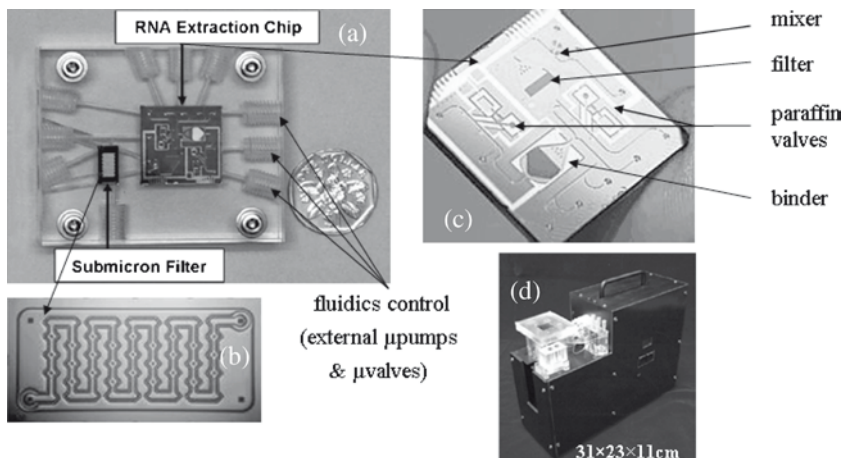 RNA Extraction Chip
(a)
Submicron Filter
(b)
fluidics control
(external μpumps
& μvalves)
(c)
mixer
filter
paraffin
valves
binder
(d)
31×23×11cm